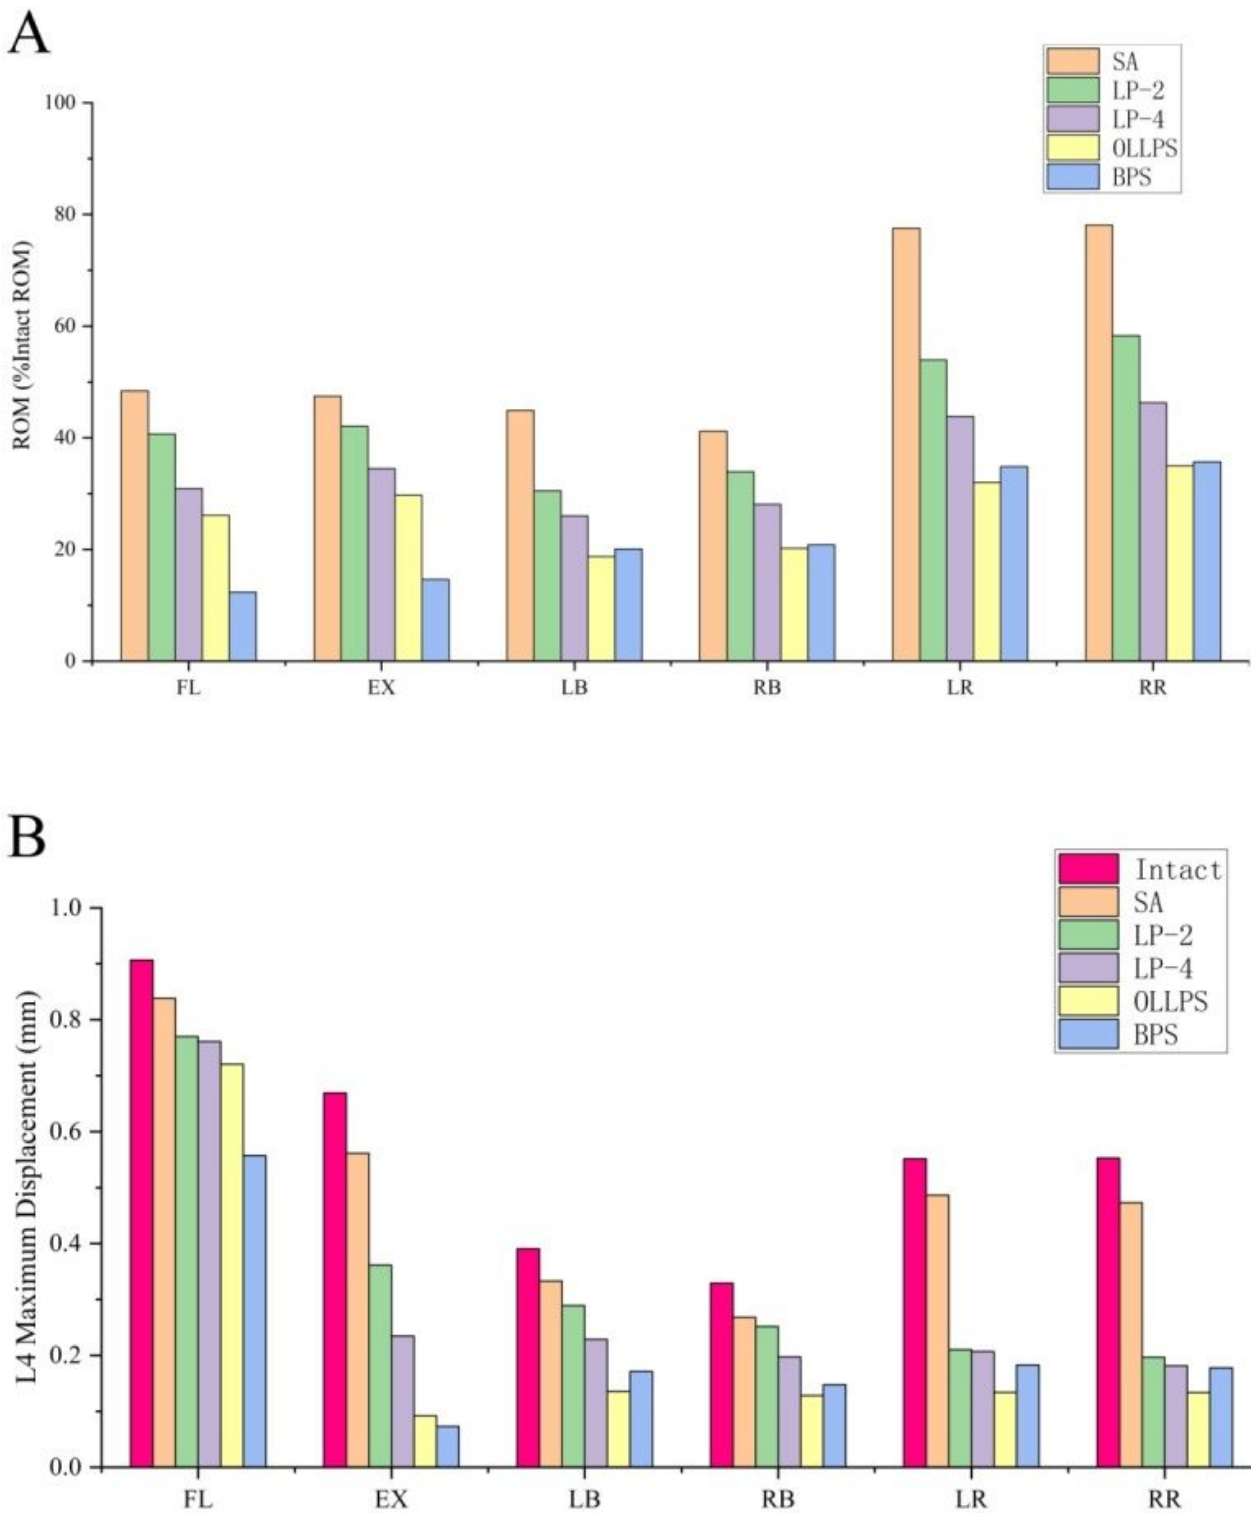 A
SA
LP-2
LP-4
OLLPS
BPS
ROM (%Intact ROM)
100
80
60
40
20
0
FL EX LB RB LR RR
B
Intact
SA
LP-2
LP-4
OLLPS
BPS
L4 Maximum Displacement (mm)
1.0
0.8
0.6
0.4
0.2
0.0
FL EX LB RB LR RR